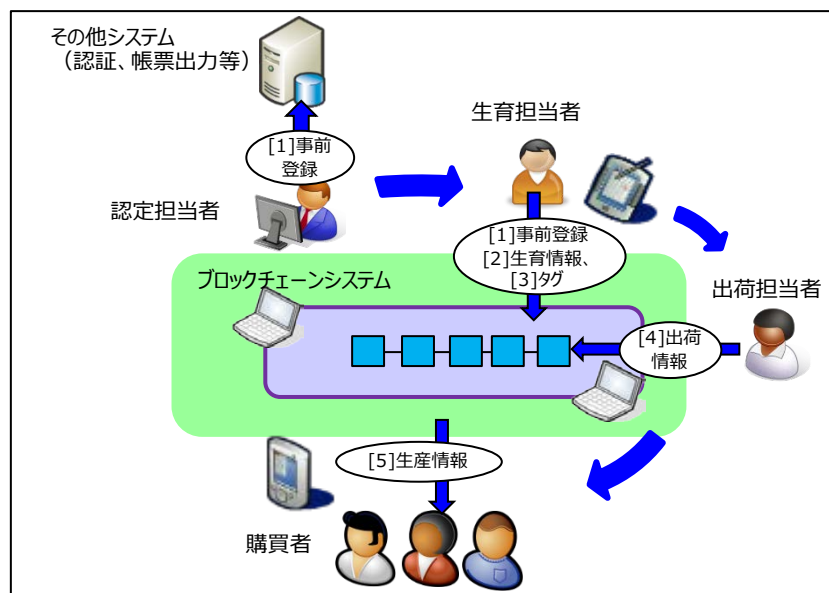 その他システム
（認証、帳票出力等）
[1]事前
登録
認定担当者
生育担当者
[1]事前登録
[2]生育情報、
[3]タグ
ブロックチェーンシステム
出荷担当者
[4]出荷
情報
[5]生産情報
購買者